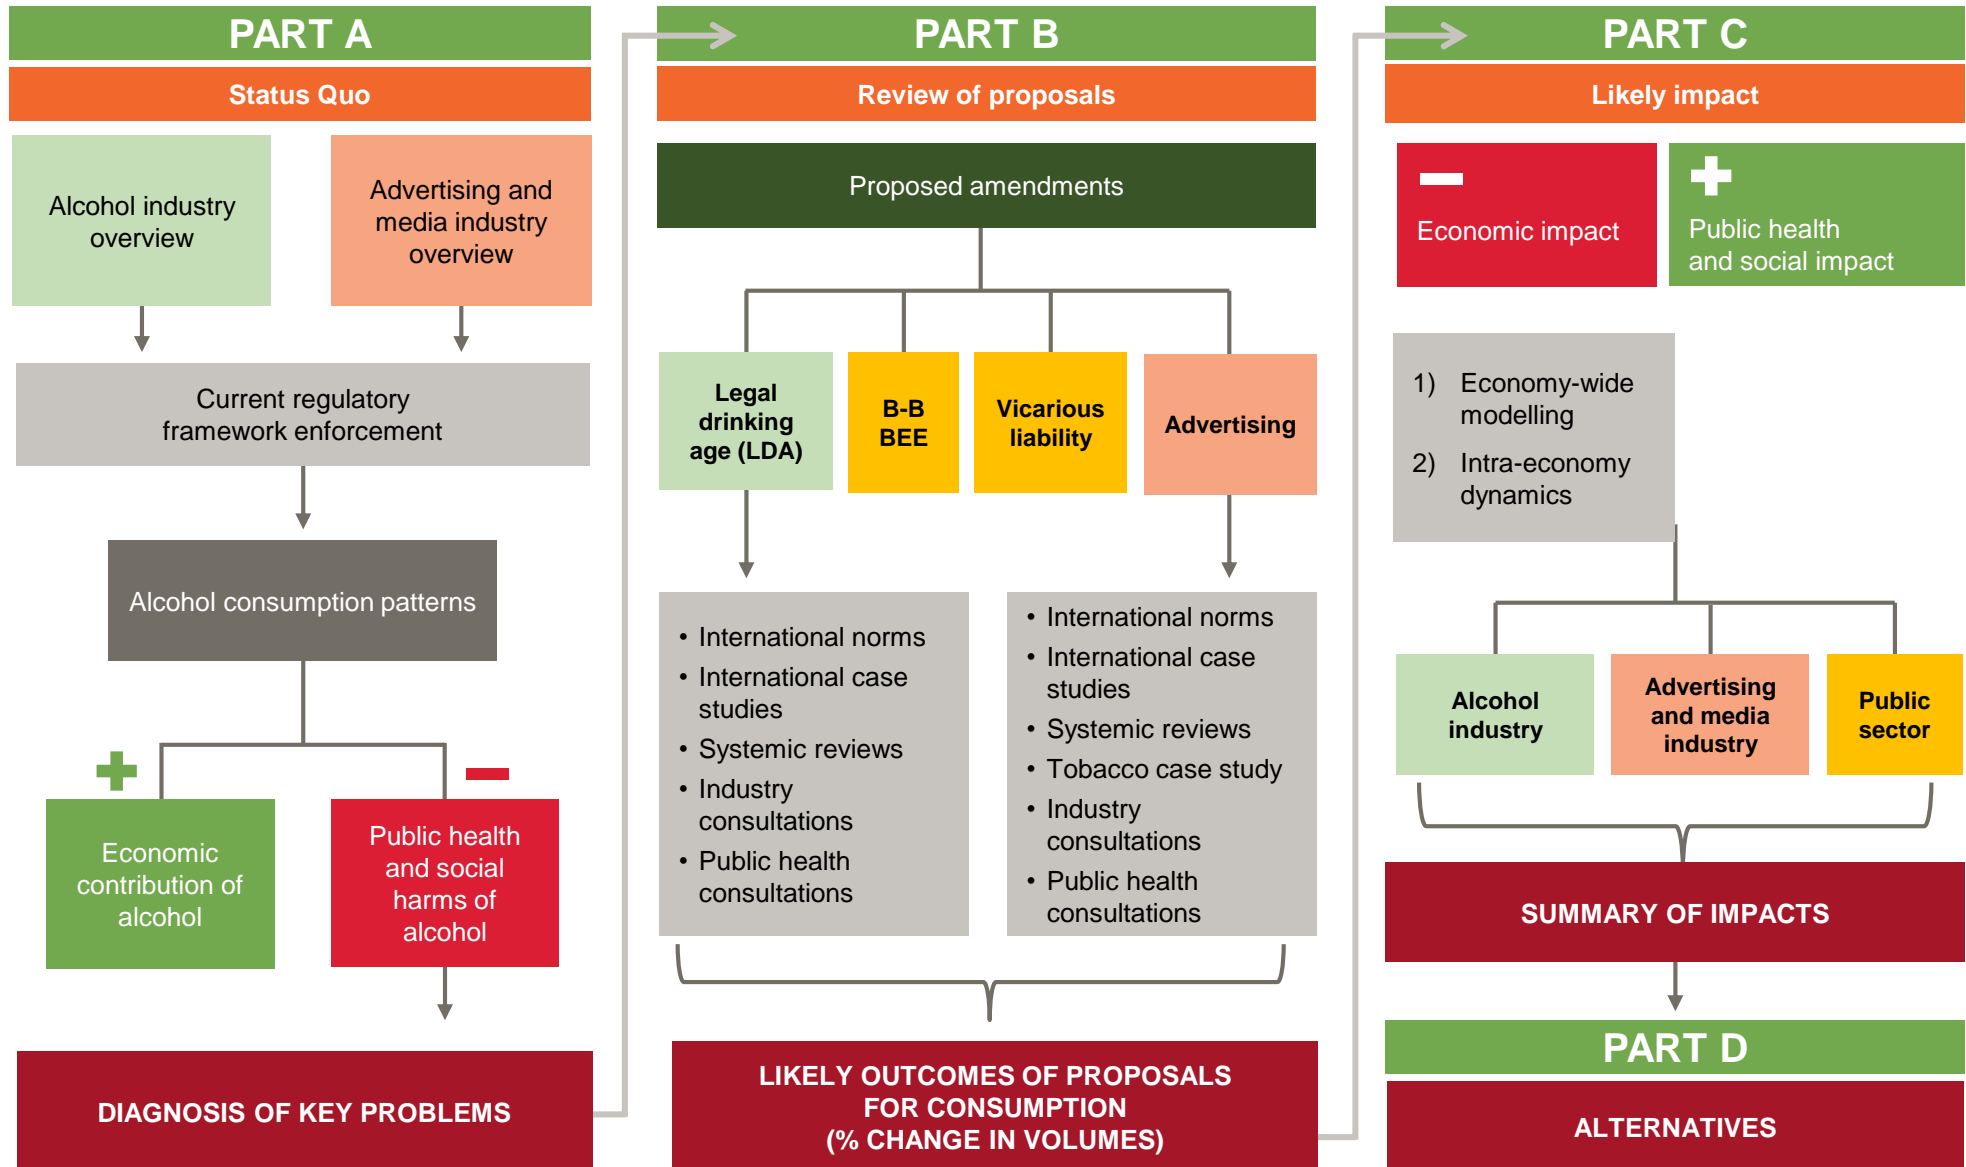 PART A
Status Quo
Alcohol industry
overview
Advertising and
media industry
overview
Current regulatory
framework enforcement
Alcohol consumption patterns
Economic
contribution of
alcohol
Public health
and social
harms of
alcohol
DIAGNOSIS OF KEY PROBLEMS
PART B
Review of proposals
Proposed amendments
Legal
drinking
age (LDA)
B-B
BEE
Vicarious
liability
Advertising
• International norms
• International case
studies
• Systemic reviews
• Industry
consultations
• Public health
consultations
• International norms
• International case
studies
• Systemic reviews
• Tobacco case study
• Industry
consultations
• Public health
consultations
LIKELY OUTCOMES OF PROPOSALS
FOR CONSUMPTION
(% CHANGE IN VOLUMES)
PART C
Likely impact
Economic impact
Public health
and social impact
1) Economy-wide
modelling
2) Intra-economy
dynamics
Alcohol
industry
Advertising
and media
industry
Public
sector
SUMMARY OF IMPACTS
PART D
ALTERNATIVES